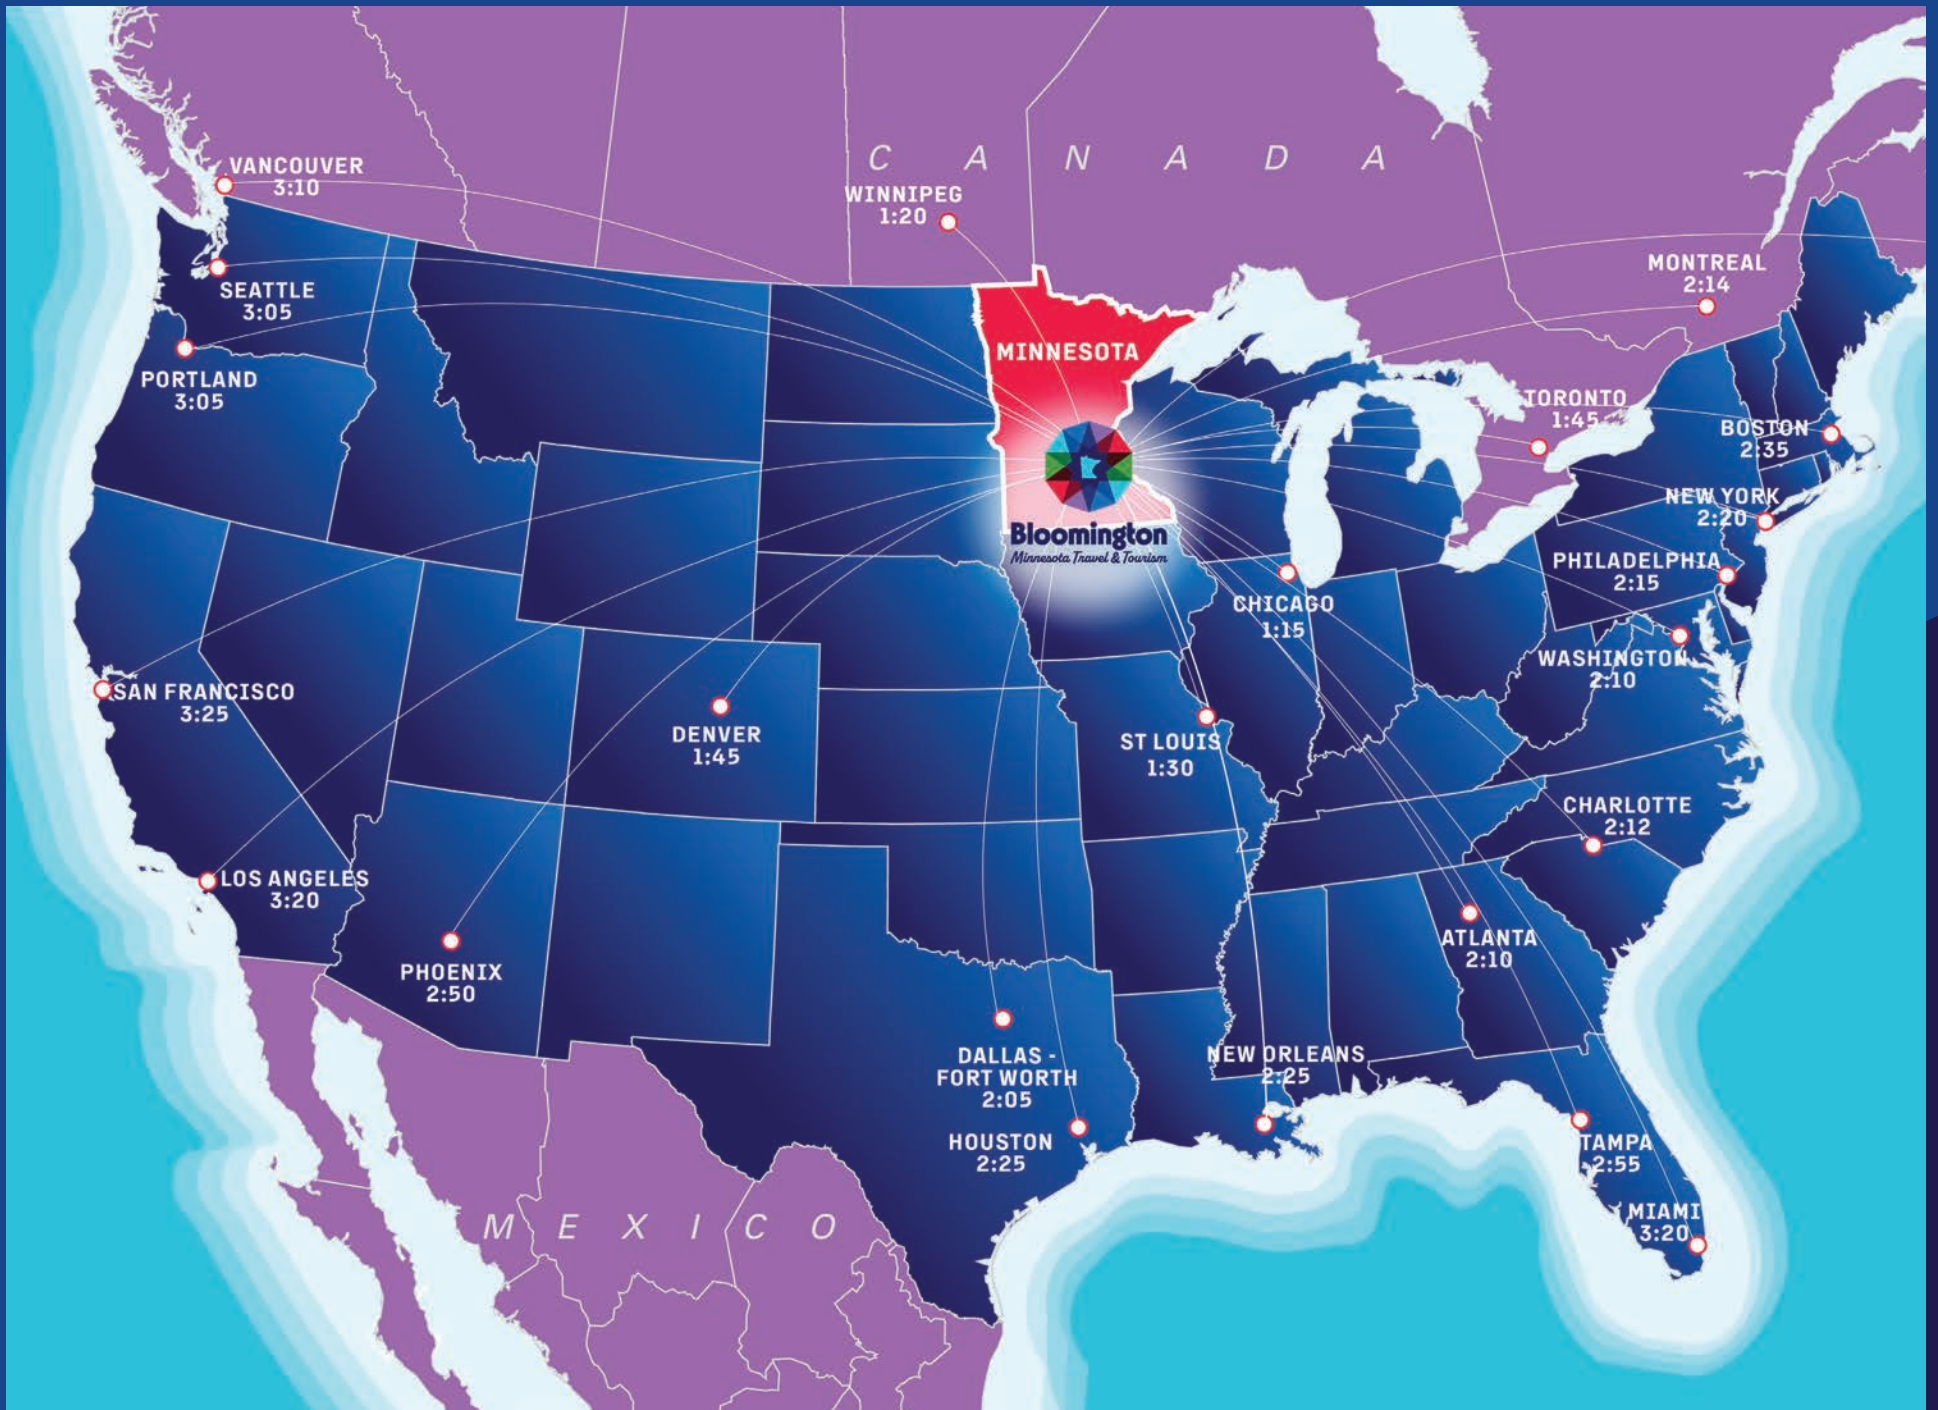 C A N A D A
VANCOUVER
3:10
WINNIPEG
1:20
SEATTLE
3:05
MONTREAL
2:14
MINNESOTA
PORTLAND
3:05
TORONTO
1:45
BOSTON
2:35
NEW YORK
2:20
Bloomington
Minnesota Travel & Tourism
PHILADELPHIA
2:15
CHICAGO
1:15
WASHINGTON
2:10
SAN FRANCISCO
3:25
DENVER
1:45
ST LOUIS
1:30
CHARLOTTE
2:12
LOS ANGELES
3:20
ATLANTA
2:10
PHOENIX
2:50
DALLAS -
FORT WORTH
2:05
NEW ORLEANS
2:25
HOUSTON
2:25
TAMPA
2:55
MIAMI
3:20
M E X I C O